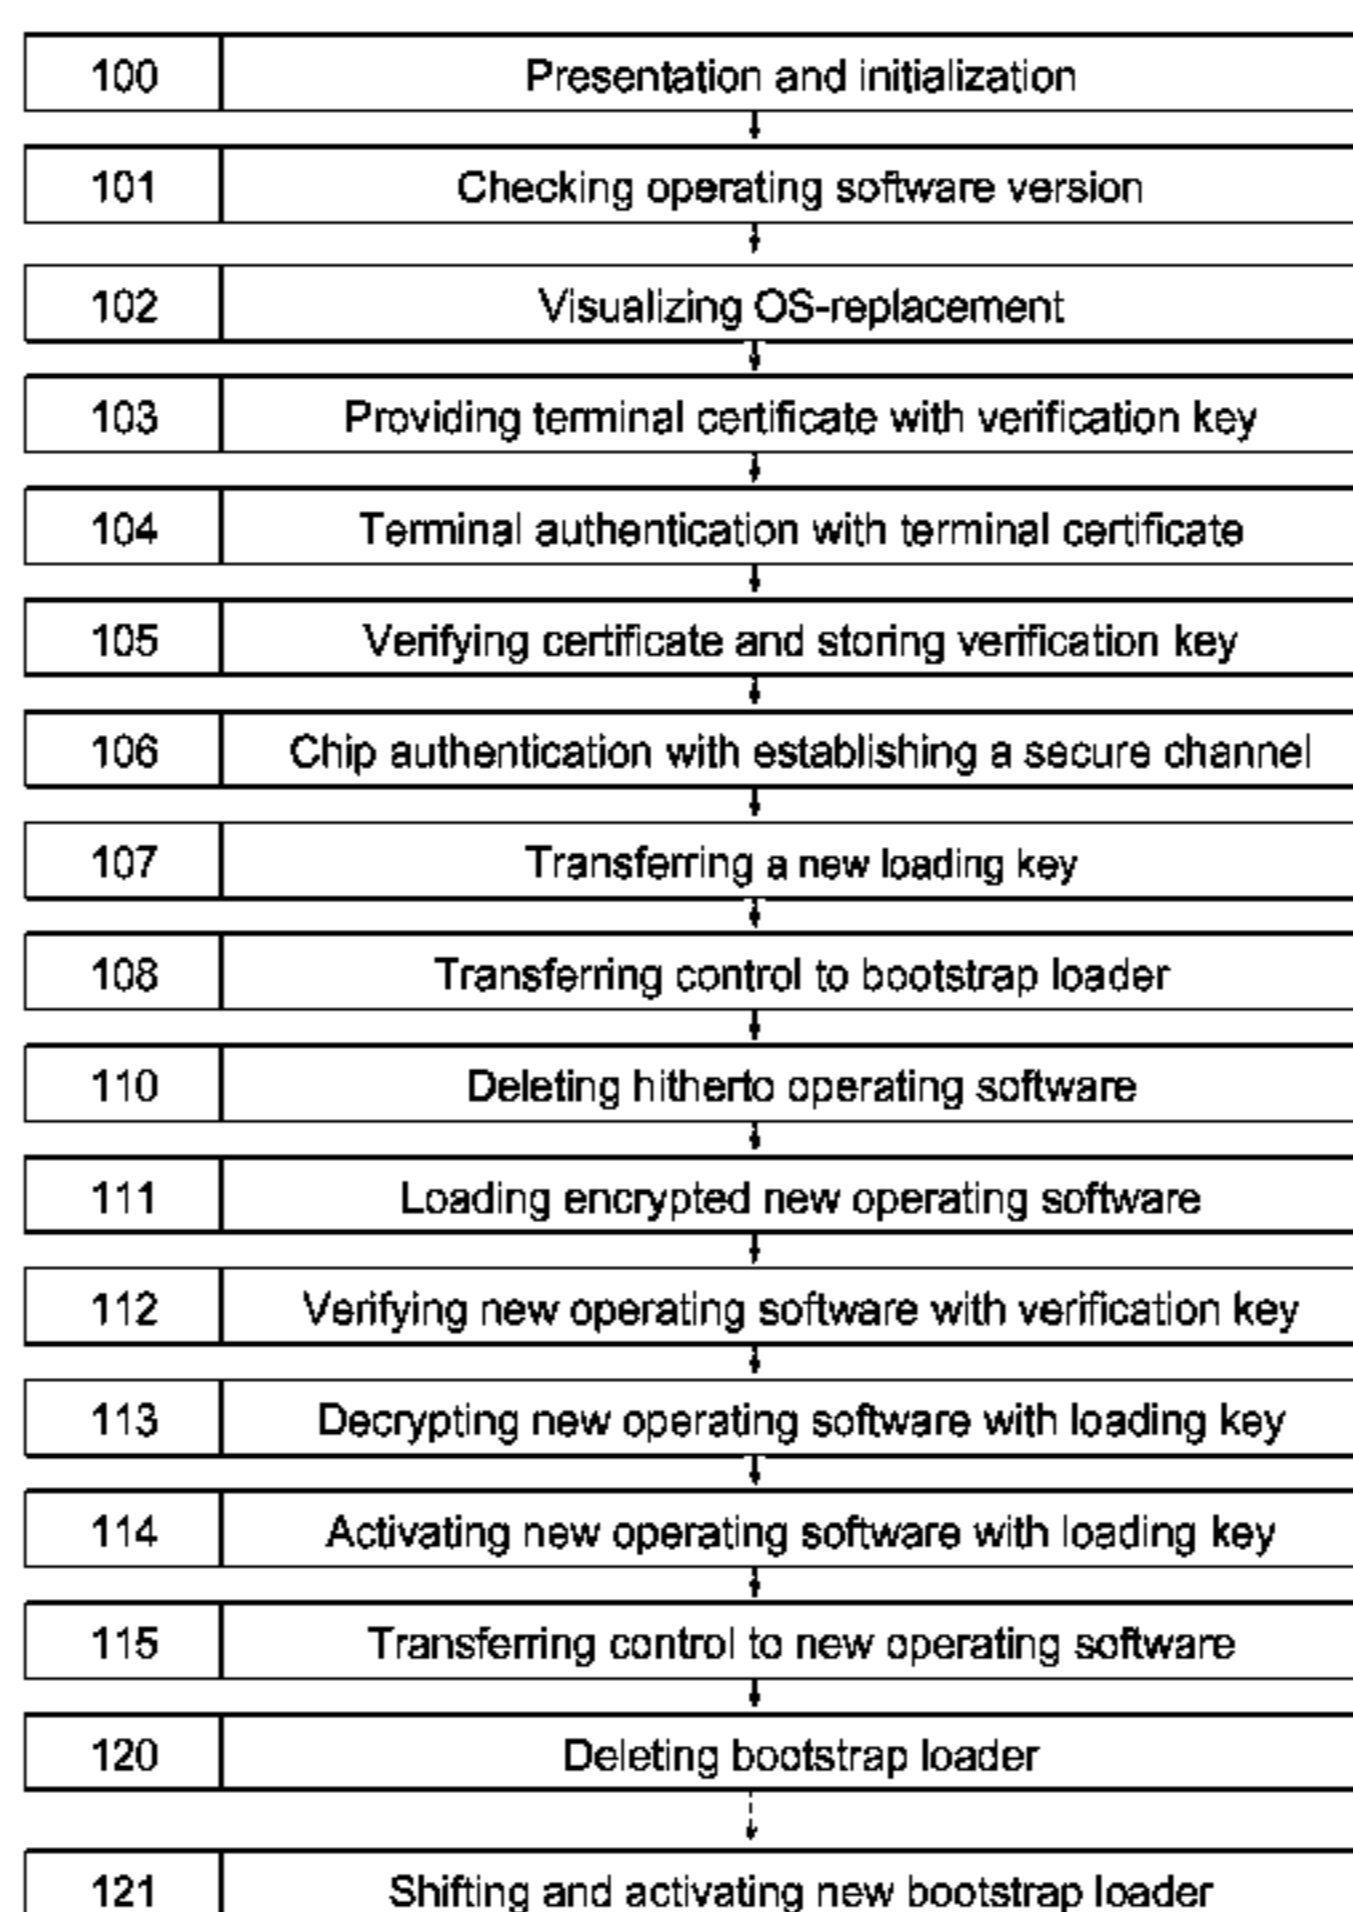 100 Presentation and initialization
101 Checking operating software version
102 Visualizing OS-replacement
103 Providing terminal certificate with verification key
104 Terminal authentication with terminal certificate
105 Verifying certificate and storing verification key
106 Chip authentication with establishing a secure channel
107 Transferring a new loading key
108 Transferring control to bootstrap loader
110 Deleting hitherto operating software
111 Loading encrypted new operating software
112 Verifying new operating software with verification key
113 Decrypting new operating software with loading key
114 Activating new operating software with loading key
115 Transferring control to new operating software
120 Deleting bootstrap loader
121 Shifting and activating new bootstrap loader